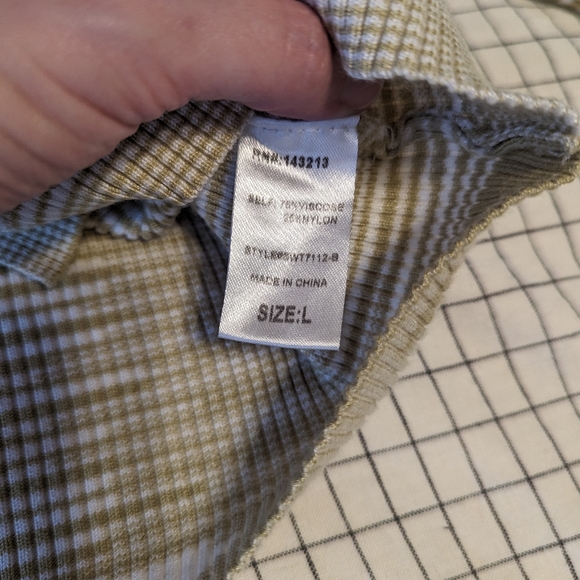 RN#:143213
SELF: 75%VISCOSE
25%NYLON
STYLE#SWT7112-B
MADE IN CHINA
SIZE:L